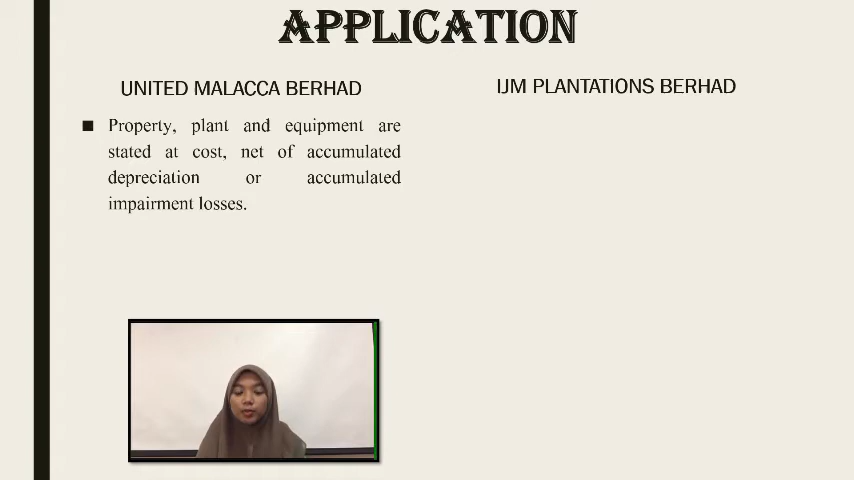 APPLICATION
UNITED MALACCA BERHAD
IJM PLANTATIONS BERHAD
■ Property, plant and equipment are
stated at cost, net of accumulated
depreciation or accumulated
impairment losses.